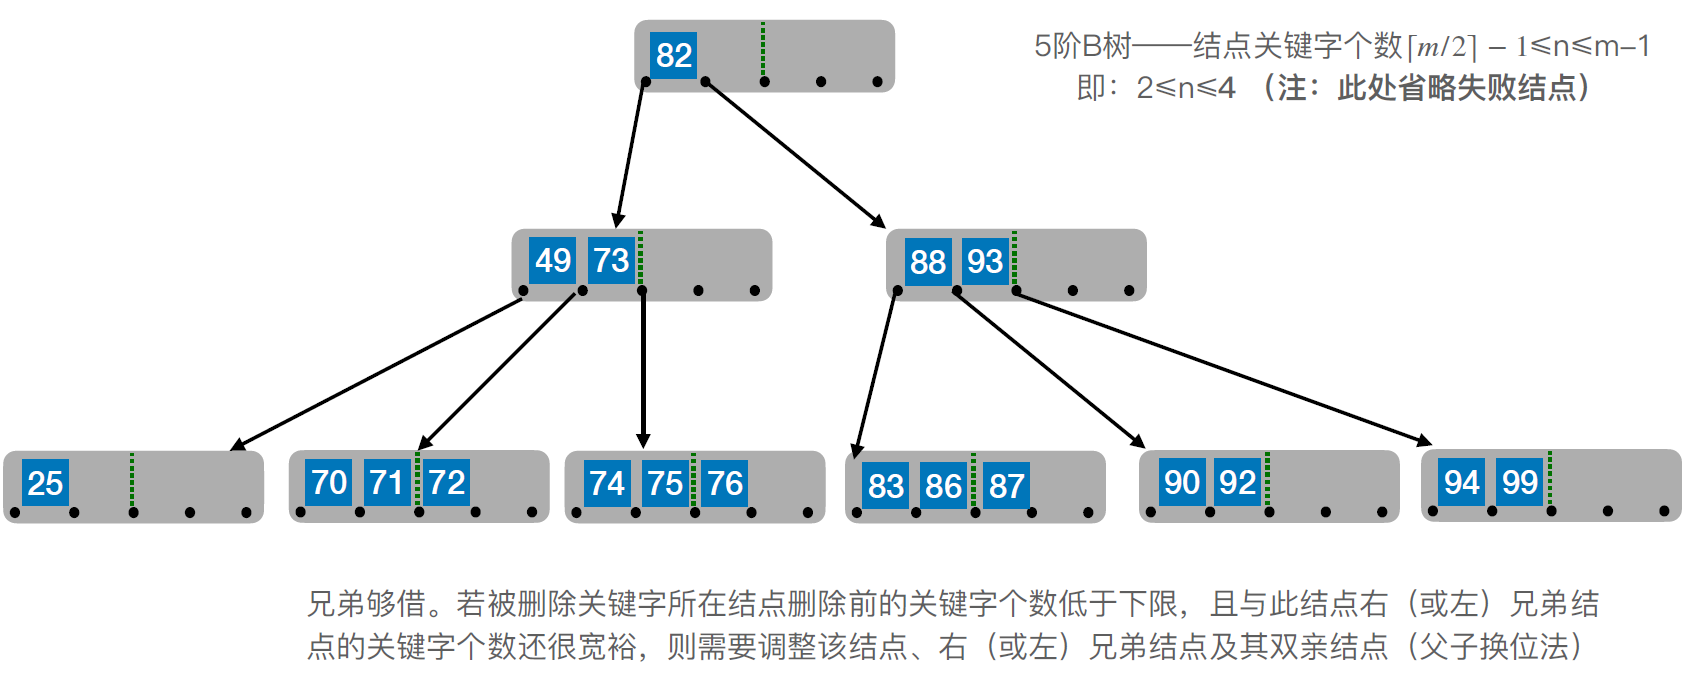 82
5阶B树——结点关键字个数⌈m/2⌉ − 1≤n≤m–1
即：2≤n≤4 （注：此处省略失败结点）
49 73
88 93
25
70 71 72
74 75 76
83 86 87
90 92
94 99
兄弟够借。若被删除关键字所在结点删除前的关键字个数低于下限，且与此结点右（或左）兄弟结
点的关键字个数还很宽裕，则需要调整该结点、右（或左）兄弟结点及其双亲结点（父子换位法）